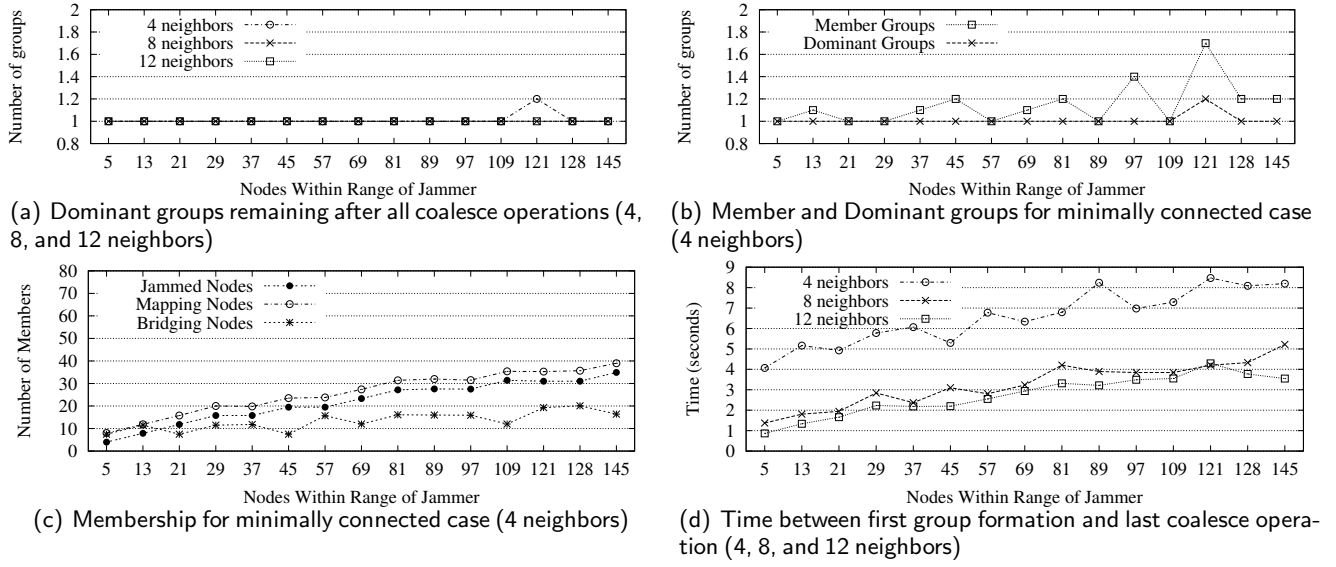 Number of groups
2
1.8
1.6
1.4
1.2
1
0.8
4 neighbors
8 neighbors
12 neighbors
5 13 21 29 37 45 57 69 81 89 97 109 121 128 145
Nodes Within Range of Jammer
(a) Dominant groups remaining after all coalesce operations (4,
8, and 12 neighbors)
Number of groups
2
1.8
1.6
1.4
1.2
1
0.8
Member Groups
Dominant Groups
5 13 21 29 37 45 57 69 81 89 97 109 121 128 145
Nodes Within Range of Jammer
(b) Member and Dominant groups for minimally connected case
(4 neighbors)
Number of Members
80
70
60
50
40
30
20
10
0
Jammed Nodes
Mapping Nodes
Bridging Nodes
5 13 21 29 37 45 57 69 81 89 97 109 121 128 145
Nodes Within Range of Jammer
(c) Membership for minimally connected case (4 neighbors)
Time (seconds)
9
8
7
6
5
4
3
2
1
0
4 neighbors
8 neighbors
12 neighbors
5 13 21 29 37 45 57 69 81 89 97 109 121 128 145
Nodes Within Range of Jammer
(d) Time between first group formation and last coalesce opera-
tion (4, 8, and 12 neighbors)